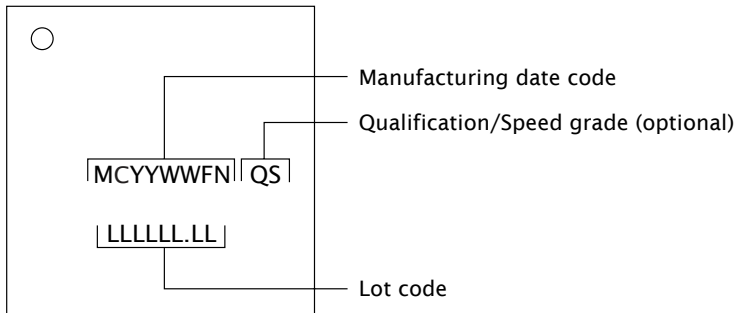 Manufacturing date code
Qualification/Speed grade (optional)
MCYYWWFN QS
LLLLLL.LL
Lot code